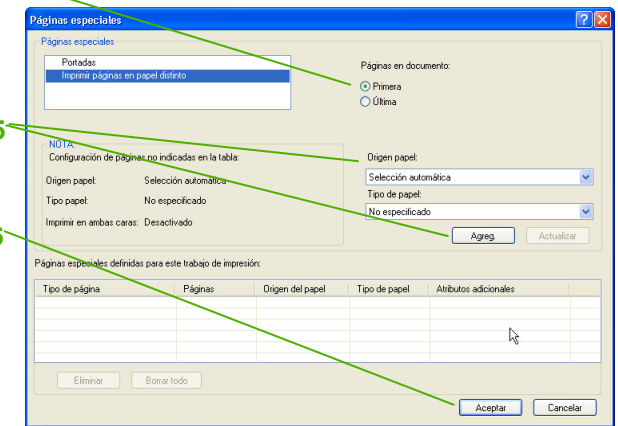 Páginas especiales
Páginas especiales
Portadas
Imprimir páginas en papel distinto
Páginas en documento:
Primera
Última
5
NOTA:
Configuración de páginas no indicadas en la tabla:
Origen papel: Selección automática
Tipo papel: No especificado
Imprimir en ambas caras: Desactivado
Origen papel:
Selección automática
Tipo de papel:
No especificado
Agreg. Actualizar
6
Páginas especiales definidas para este trabajo de impresión:
Tipo de página Páginas Origen del papel Tipo de papel Atributos adicionales
Eliminar Borrar todo
Aceptar Cancelar